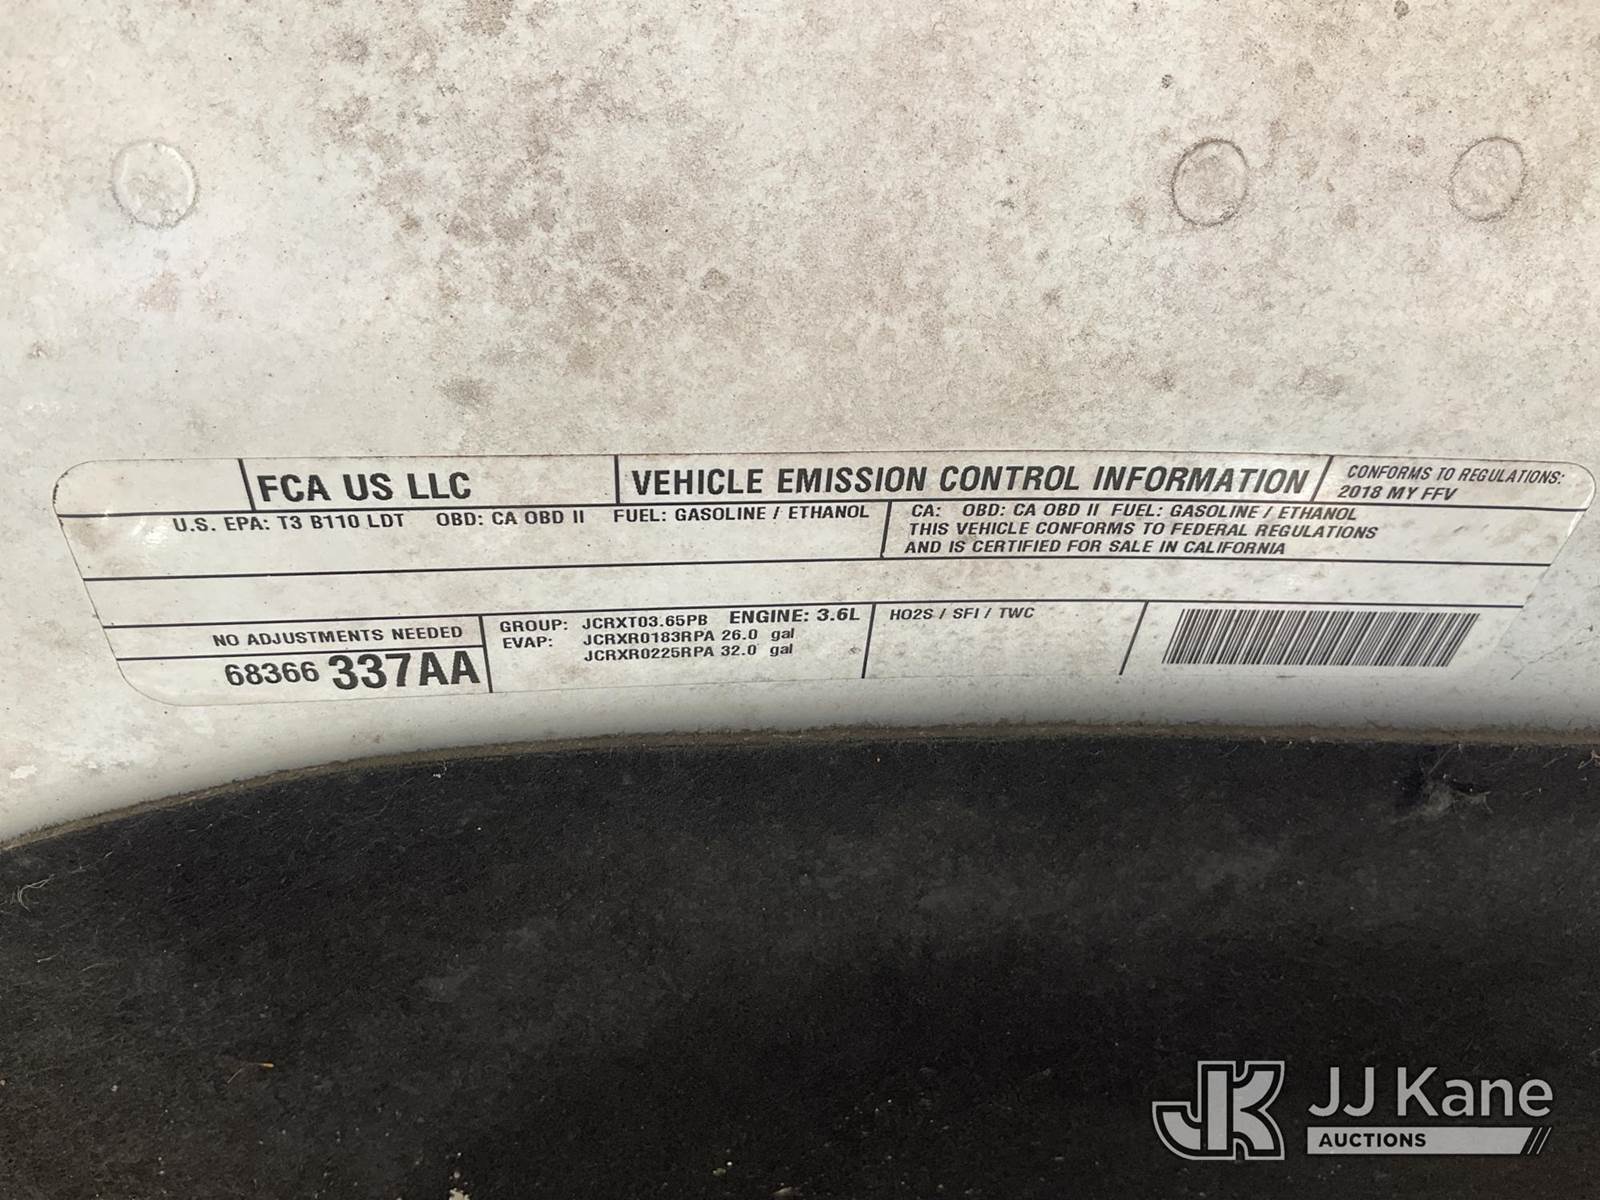 FCA US LLC
VEHICLE EMISSION CONTROL INFORMATION
CONFORMS TO REGULATIONS:
2018 MY FFV
U.S. EPA: T3 B110 LDT OBD: CA OBD II FUEL: GASOLINE / ETHANOL
CA: OBD: CA OBD II FUEL: GASOLINE / ETHANOL
THIS VEHICLE CONFORMS TO FEDERAL REGULATIONS
AND IS CERTIFIED FOR SALE IN CALIFORNIA
NO ADJUSTMENTS NEEDED
68366 337AA
GROUP: JCRXT03.65PB ENGINE: 3.6L
EVAP: JCRXR0183RPA 26.0 gal
JCRXR0225RPA 32.0 gal
HO2S / SFI / TWC
JK JJ Kane
AUCTIONS